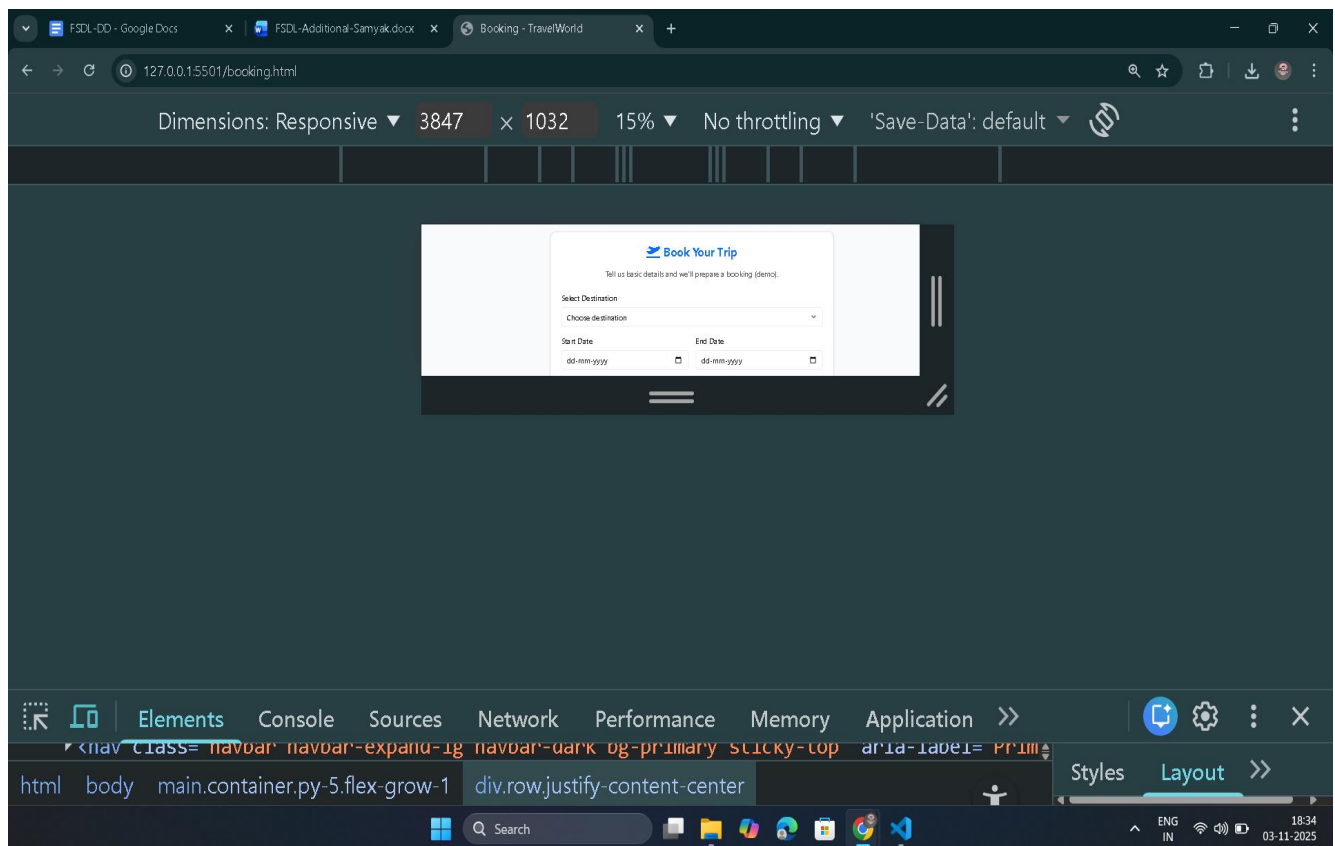 FSDL-DD - Google Docs
FSDL-Additional-Samyak.docx
Booking - TravelWorld
127.0.0.1:5501/booking.html
Dimensions: Responsive 3847 × 1032 15% No throttling 'Save-Data': default
Book Your Trip
Tell us basic details and we'll prepare a booking (demo).
Select Destination
Choose destination
Start Date End Date
dd-mm-yyyy dd-mm-yyyy
Elements Console Sources Network Performance Memory Application
<nav class="navbar navbar-expand-lg navbar-dark bg-primary sticky-top" aria-label="Prim
Styles Layout
html body main.container.py-5.flex-grow-1 div.row.justify-content-center
Search
ENG
IN
18:34
03-11-2025